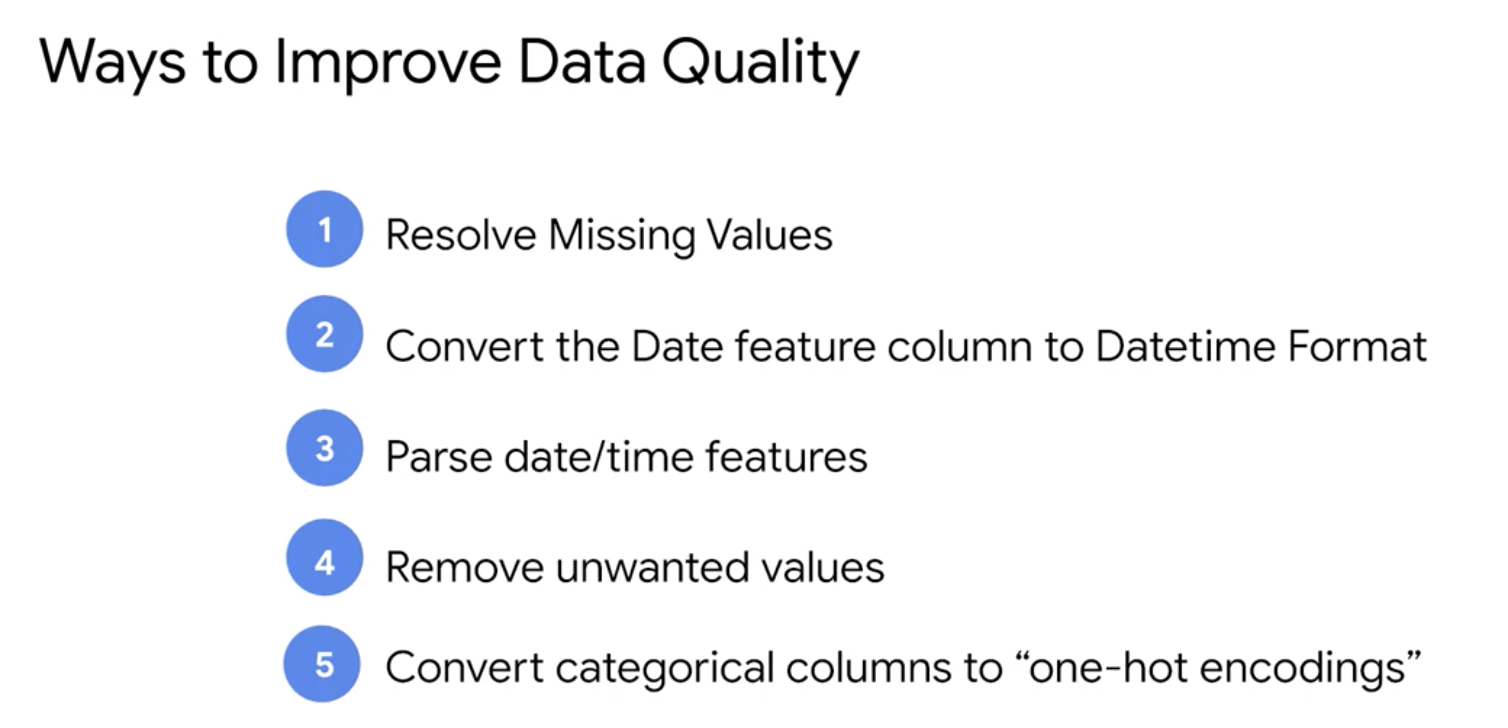 Ways to Improve Data Quality
1 Resolve Missing Values
2 Convert the Date feature column to Datetime Format
3 Parse date/time features
4 Remove unwanted values
5 Convert categorical columns to “one-hot encodings”